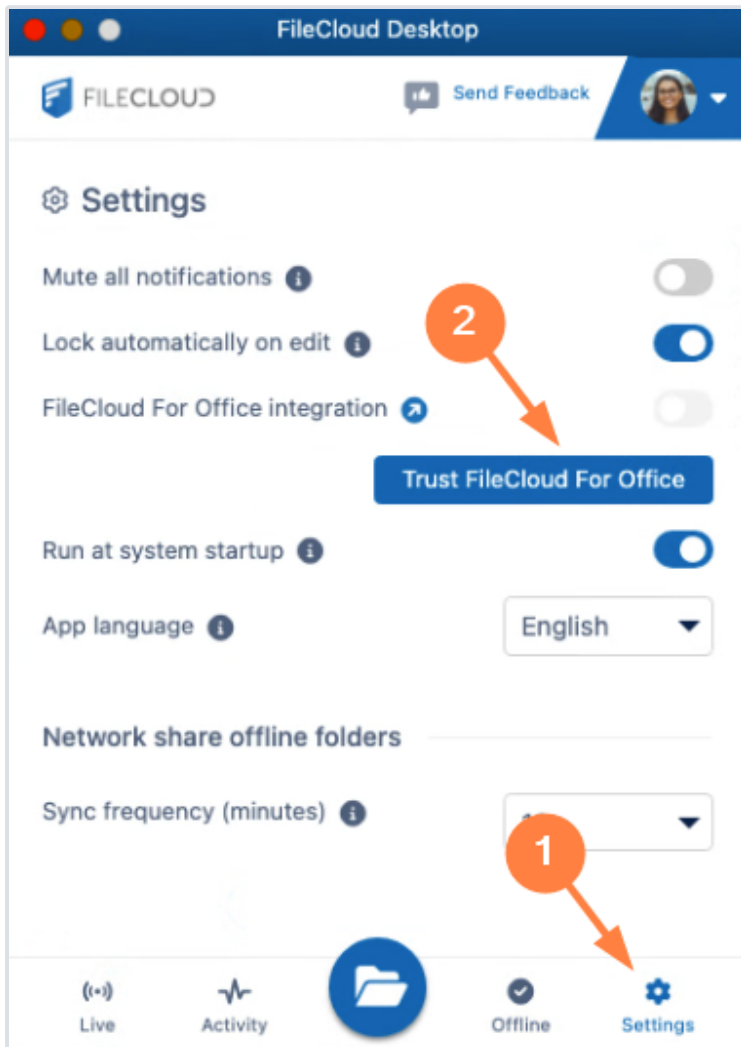 FileCloud Desktop
FILECLOUD
Send Feedback
Settings
Mute all notifications
2
Lock automatically on edit
FileCloud For Office integration
Trust FileCloud For Office
Run at system startup
App language
English
Network share offline folders
Sync frequency (minutes)
1
Live
Activity
Offline
Settings